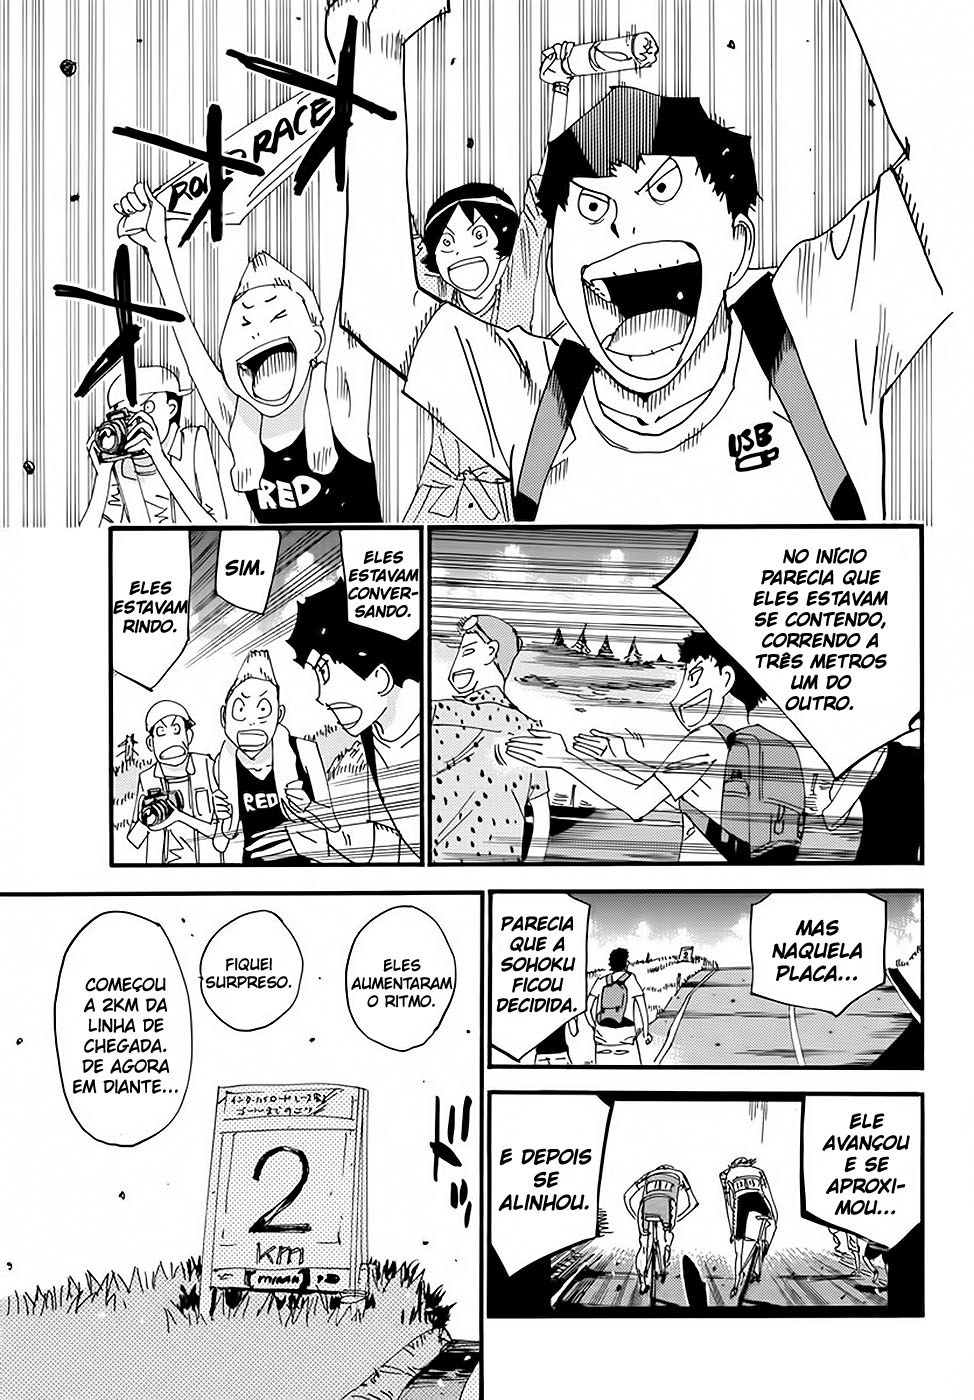 ROAD RACE
USB
RED
NO INÍCIO
PARECIA QUE
ELES ESTAVAM
SE CONTENDO,
CORRENDO A
TRÊS METROS
UM DO
OUTRO.
ELES
ESTAVAM
CONVER-
SANDO.
SIM.
ELES
ESTAVAM
RINDO.
RED
MAS
NAQUELA
PLACA...
PARECIA
QUE A
SOHOKU
FICOU
DECIDIDA.
ELE
AVANÇOU
E SE
APROXI-
MOU...
E DEPOIS
SE
ALINHOU.
ELES
AUMENTARAM
O RITMO.
FIQUEI
SURPRESO.
COMEÇOU
A 2KM DA
LINHA DE
CHEGADA.
DE AGORA
EM DIANTE...
2
km